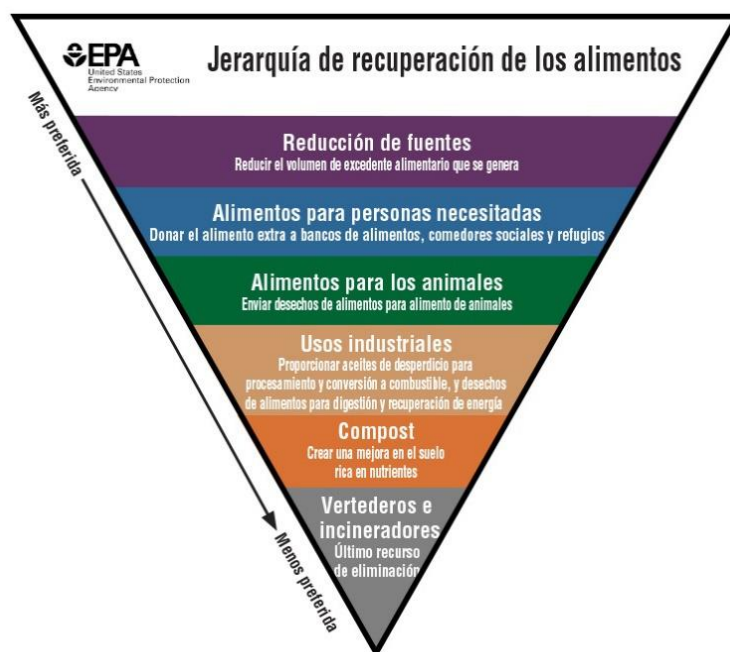 EPA
United States
Environmental Protection
Agency
Jerarquía de recuperación de los alimentos
Más preferida
Reducción de fuentes
Reducir el volumen de excedente alimentario que se genera
Alimentos para personas necesitadas
Donar el alimento extra a bancos de alimentos, comedores sociales y refugios
Alimentos para los animales
Enviar desechos de alimentos para alimento de animales
Usos industriales
Proporcionar aceites de desperdicio para
procesamiento y conversión a combustible, y desechos
de alimentos para digestión y recuperación de energía
Compost
Crear una mejora en el suelo
rica en nutrientes
Vertederos e
incineradores
Último recurso
de eliminación
Menos preferida